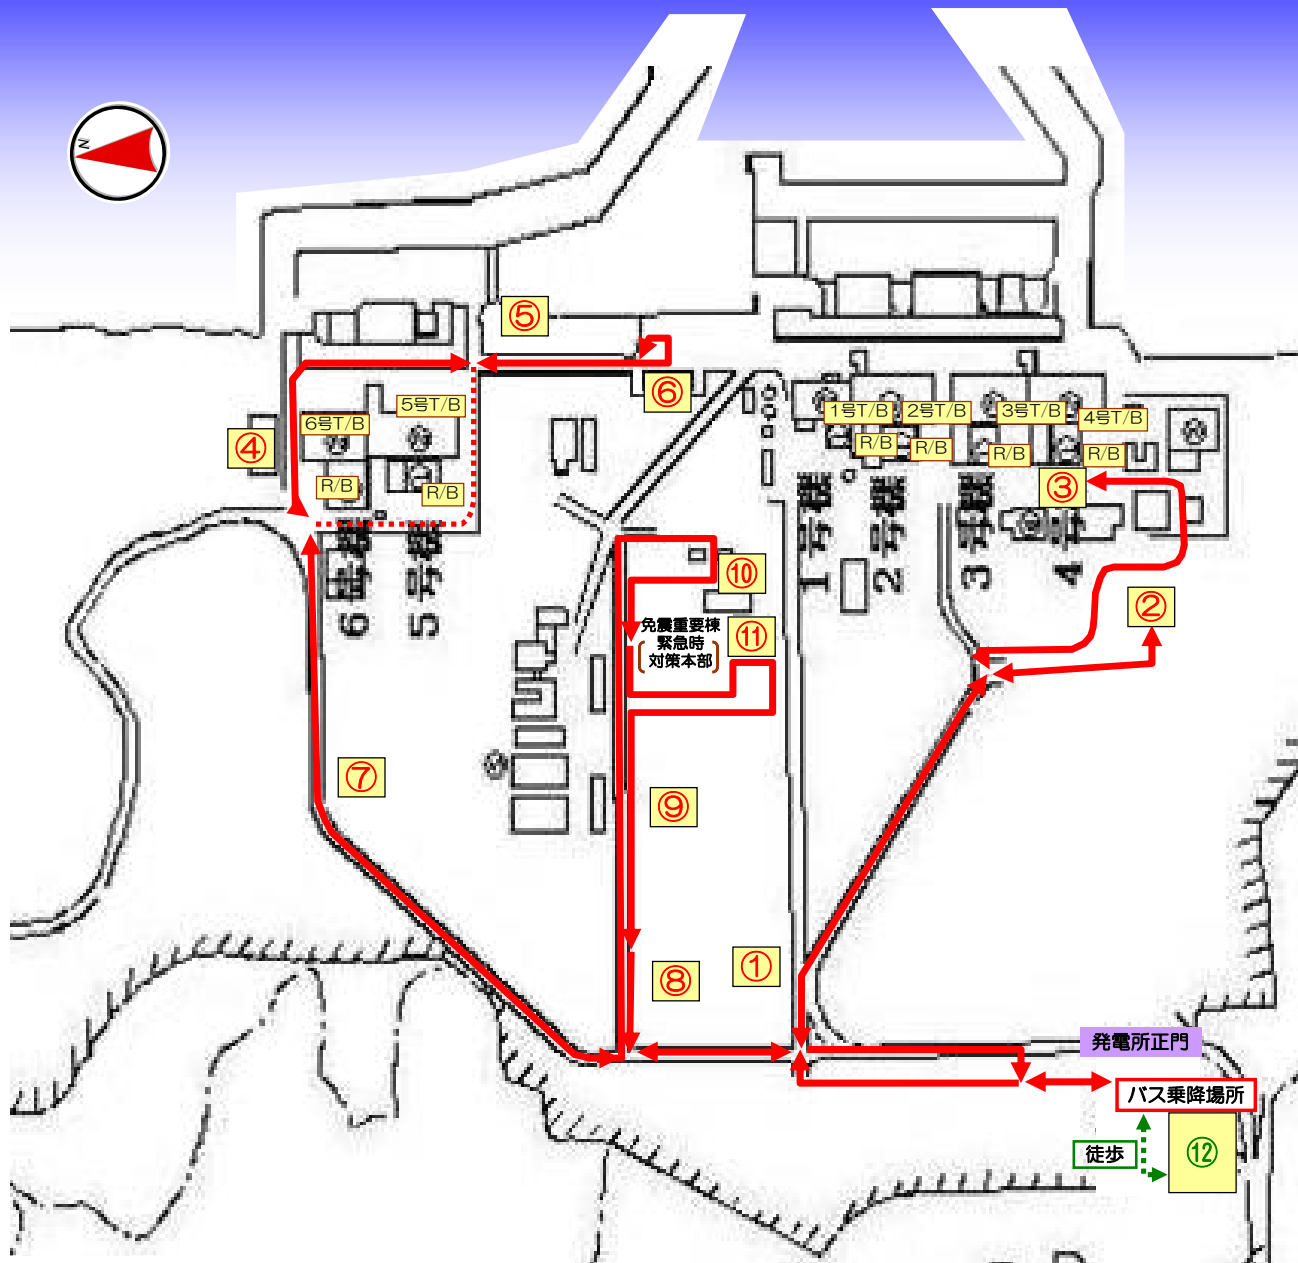 N
⑤
⑥
④
6号T/B
5号T/B
R/B
R/B
1号T/B
2号T/B
3号T/B
4号T/B
R/B
R/B
R/B
R/B
③
6号機
5号機
1号機
2号機
3号機
4号
②
⑩
⑪
免震重要棟
緊急時
対策本部
⑦
⑨
⑧
①
発電所正門
バス乗降場所
徒歩
⑫